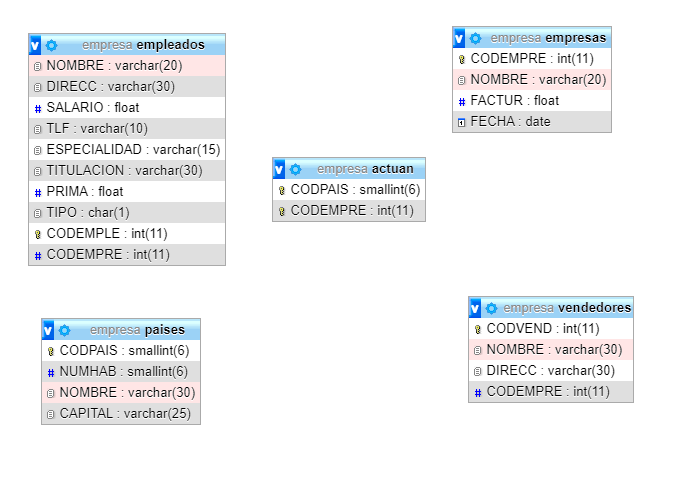 empresa empleados
NOMBRE : varchar(20)
DIRECC : varchar(30)
SALARIO : float
TLF : varchar(10)
ESPECIALIDAD : varchar(15)
TITULACION : varchar(30)
PRIMA : float
TIPO : char(1)
CODEMPLE : int(11)
CODEMPRE : int(11)
empresa empresas
CODEMPRE : int(11)
NOMBRE : varchar(20)
FACTUR : float
FECHA : date
empresa actuan
CODPAIS : smallint(6)
CODEMPRE : int(11)
empresa paises
CODPAIS : smallint(6)
NUMHAB : smallint(6)
NOMBRE : varchar(30)
CAPITAL : varchar(25)
empresa vendedores
CODVEND : int(11)
NOMBRE : varchar(30)
DIRECC : varchar(30)
CODEMPRE : int(11)